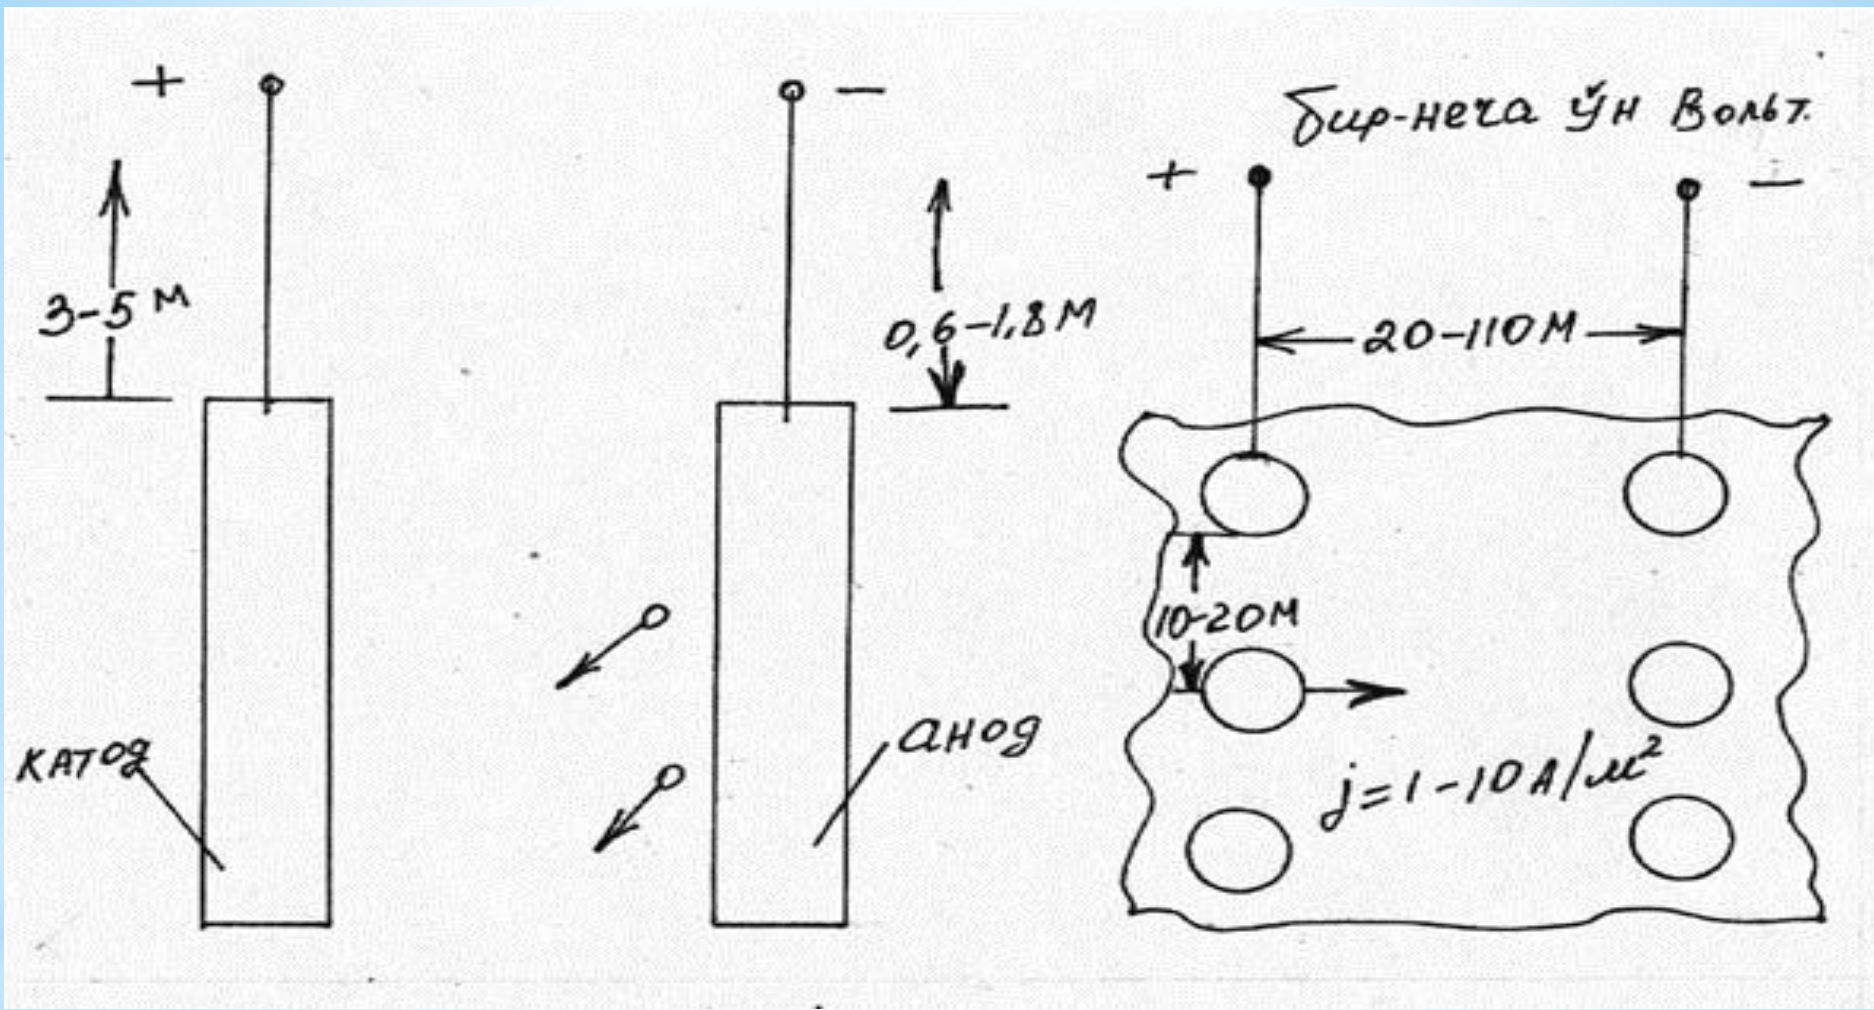 +
3-5 м
катод
−
0,6-1,8 м
анод
бир-неча ўн Вольт.
+ −
20-110 м
10-20 м
j=1-10 А/м²